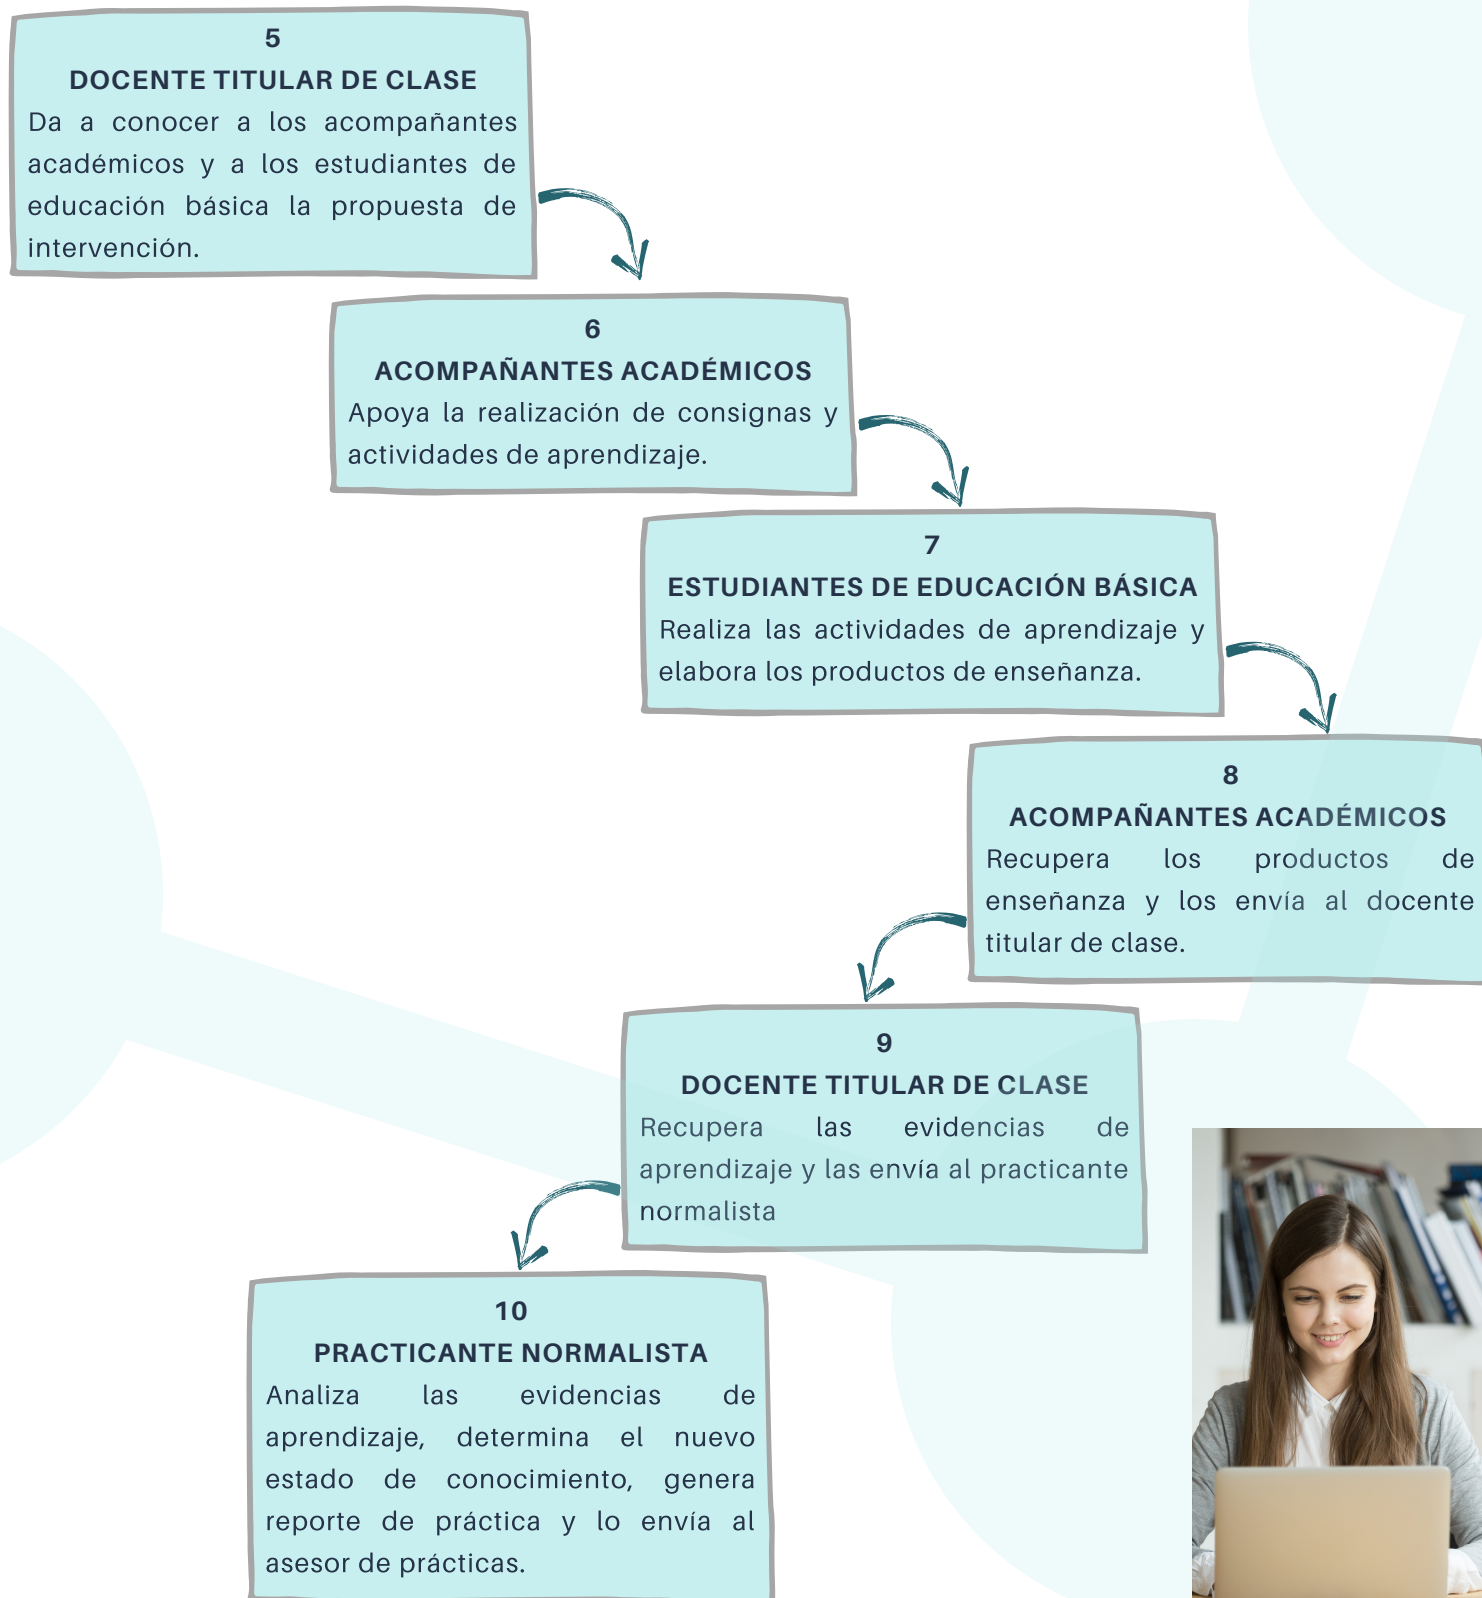 5
DOCENTE TITULAR DE CLASE
Da a conocer a los acompañantes
académicos y a los estudiantes de
educación básica la propuesta de
intervención.
6
ACOMPAÑANTES ACADÉMICOS
Apoya la realización de consignas y
actividades de aprendizaje.
7
ESTUDIANTES DE EDUCACIÓN BÁSICA
Realiza las actividades de aprendizaje y
elabora los productos de enseñanza.
8
ACOMPAÑANTES ACADÉMICOS
Recupera los productos de
enseñanza y los envía al docente
titular de clase.
9
DOCENTE TITULAR DE CLASE
Recupera las evidencias de
aprendizaje y las envía al practicante
normalista
10
PRACTICANTE NORMALISTA
Analiza las evidencias de
aprendizaje, determina el nuevo
estado de conocimiento, genera
reporte de práctica y lo envía al
asesor de prácticas.